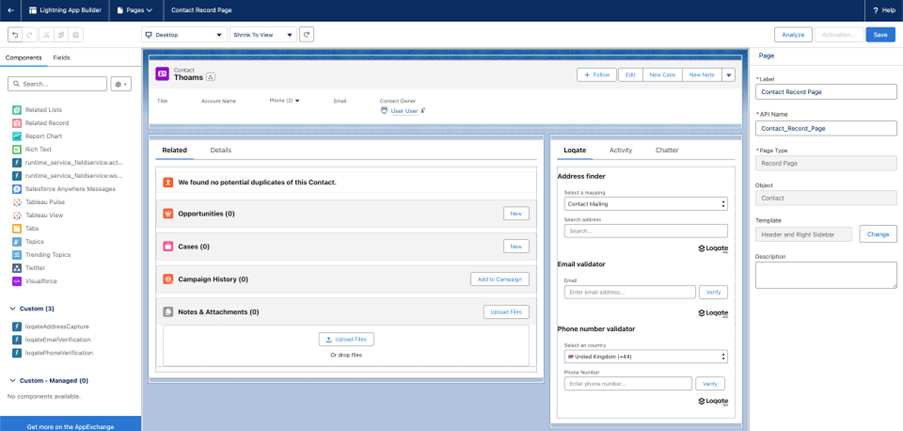 Lightning App Builder
Pages
Contact Record Page
? Help
Desktop
Shrink To View
Analyze
Activation...
Save
Components
Fields
Search...
Related Lists
Related Record
Report Chart
Rich Text
runtime_service_fieldservice:act...
runtime_service_fieldservice:wo...
Salesforce Anywhere Messages
Tableau Pulse
Tableau View
Tabs
Topics
Trending Topics
Twitter
Visualforce
Custom (3)
loqateAddressCapture
loqateEmailVerification
loqatePhoneVerification
Custom - Managed (0)
No components available.
Get more on the AppExchange
Contact
Thoams
+ Follow
Edit
New Case
New Note
Title
Account Name
Phone (2)
Email
Contact Owner
User User
Related
Details
We found no potential duplicates of this Contact.
Opportunities (0)
New
Cases (0)
New
Campaign History (0)
Add to Campaign
Notes & Attachments (0)
Upload Files
Upload Files
Or drop files
Loqate
Activity
Chatter
Address finder
Select a mapping
Contact Mailing
Search address
Search...
Loqate
Email validator
Email
Enter email address...
Verify
Loqate
Phone number validator
Select an country
United Kingdom (+44)
Phone Number
Enter phone number...
Verify
Loqate
Page
*Label
Contact Record Page
*API Name
Contact_Record_Page
*Page Type
Record Page
Object
Contact
Template
Header and Right Sidebar
Change
Description